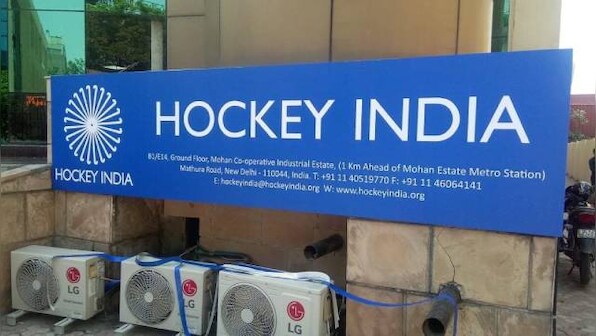 HOCKEY INDIA
HOCKEY INDIA
B1/E14, Ground Floor, Mohan Co-operative Industrial Estate, (1 Km Ahead of Mohan Estate Metro Station)
Mathura Road, New Delhi - 110044, India. T: +91 11 40519770 F: +91 11 46064141
E: hockeyindia@hockeyindia.org W: www.hockeyindia.org
LG
LG
LG